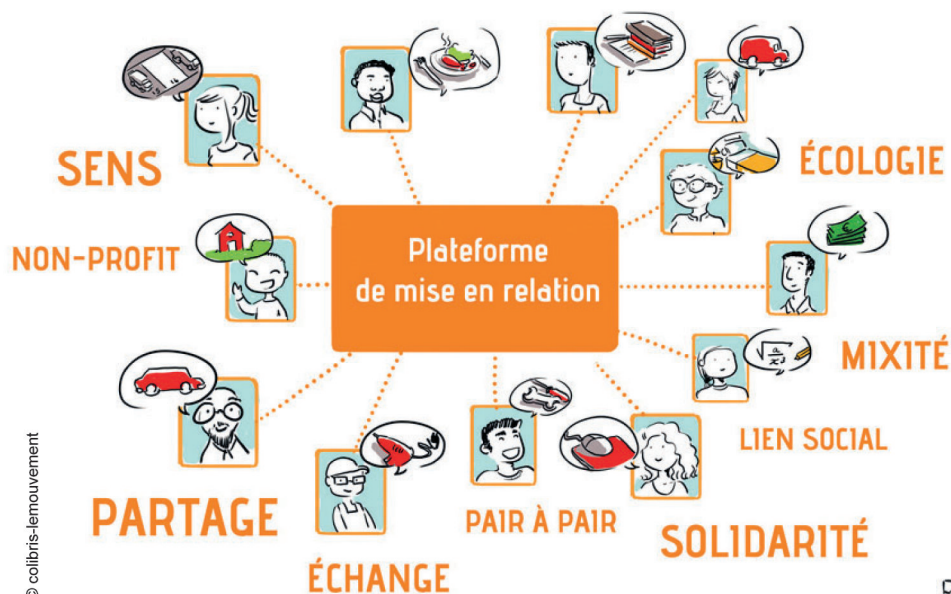 SENS
ÉCOLOGIE
NON-PROFIT
Plateforme
de mise en relation
MIXITÉ
LIEN SOCIAL
PARTAGE
PAIR À PAIR
SOLIDARITÉ
ÉCHANGE
© colibris-lemouvement